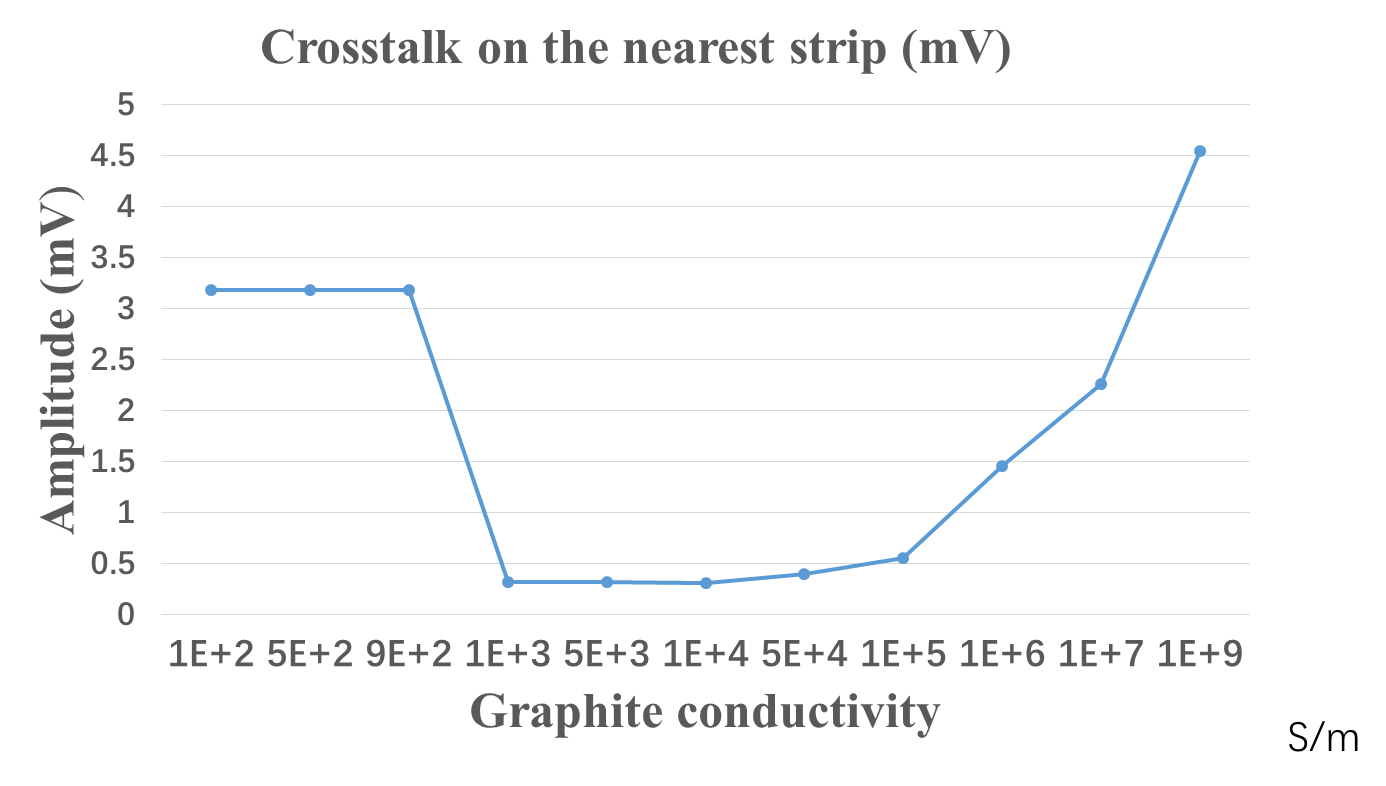 Crosstalk on the nearest strip (mV)
5
4.5
4
3.5
3
2.5
2
1.5
1
0.5
0
Amplitude (mV)
1E+2 5E+2 9E+2 1E+3 5E+3 1E+4 5E+4 1E+5 1E+6 1E+7 1E+9
Graphite conductivity
S/m